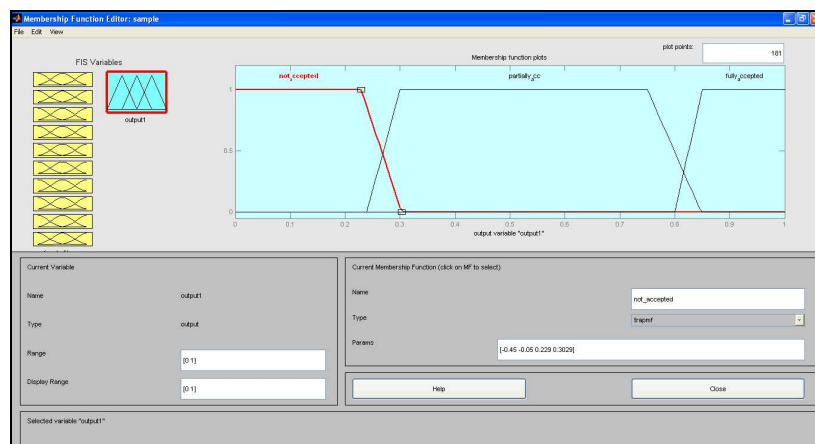 Membership Function Editor: sample
File Edit View
FIS Variables
output1
plot points:
181
Membership function plots
not_accepted
partially_acc
fully_accepted
1
0.5
0
0 0.1 0.2 0.3 0.4 0.5 0.6 0.7 0.8 0.9 1
output variable "output1"
Current Variable
Name output1
Type output
Range [0 1]
Display Range [0 1]
Current Membership Function (click on MF to select)
Name not_accepted
Type trapmf
Params [-0.45 -0.05 0.229 0.3029]
Help Close
Selected variable "output1"